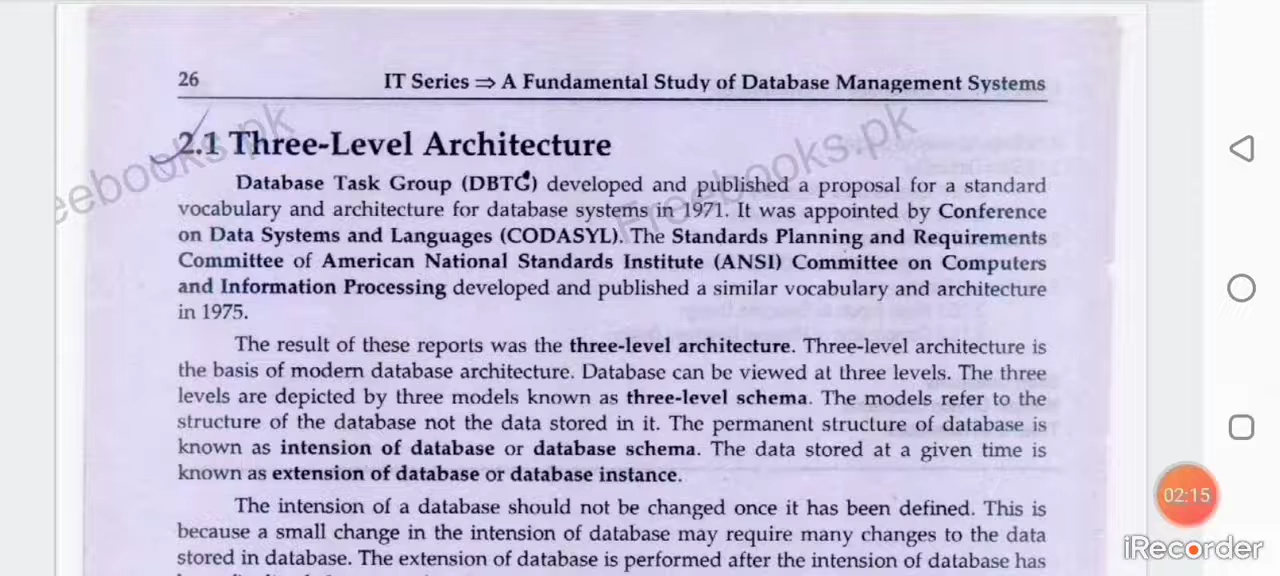 26
IT Series ⇒ A Fundamental Study of Database Management Systems
2.1 Three-Level Architecture
Database Task Group (DBTG) developed and published a proposal for a standard
vocabulary and architecture for database systems in 1971. It was appointed by Conference
on Data Systems and Languages (CODASYL). The Standards Planning and Requirements
Committee of American National Standards Institute (ANSI) Committee on Computers
and Information Processing developed and published a similar vocabulary and architecture
in 1975.
The result of these reports was the three-level architecture. Three-level architecture is
the basis of modern database architecture. Database can be viewed at three levels. The three
levels are depicted by three models known as three-level schema. The models refer to the
structure of the database not the data stored in it. The permanent structure of database is
known as intension of database or database schema. The data stored at a given time is
known as extension of database or database instance.
The intension of a database should not be changed once it has been defined. This is
because a small change in the intension of database may require many changes to the data
stored in database. The extension of database is performed after the intension of database has
eebooks.pk
Freebooks.pk
02:15
iRecorder